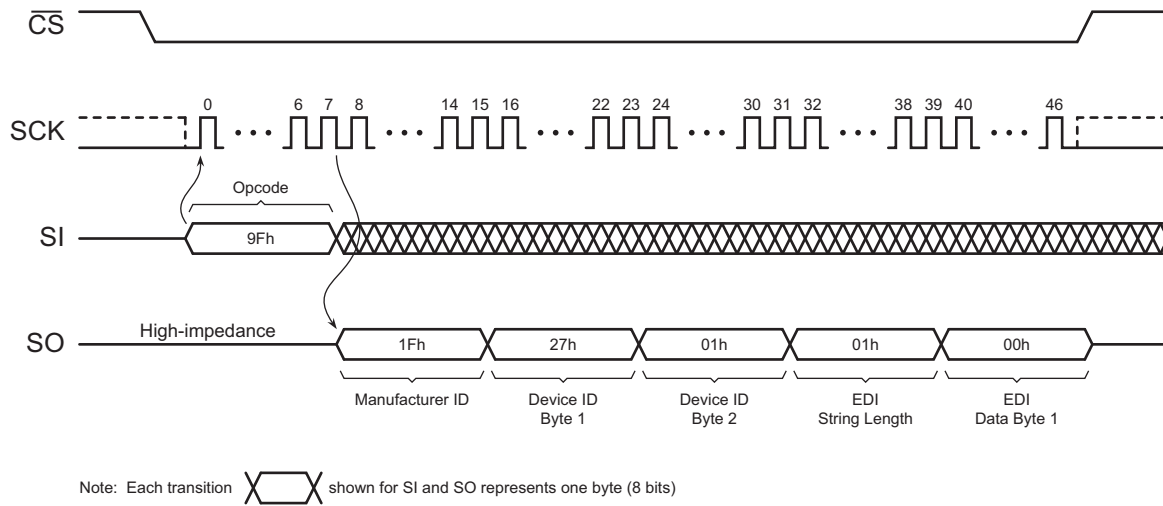 CS
0 6 7 8 14 15 16 22 23 24 30 31 32 38 39 40 46
SCK
Opcode
SI 9Fh
High-impedance
SO 1Fh 27h 01h 01h 00h
Manufacturer ID Device ID Device ID EDI EDI
Byte 1 Byte 2 String Length Data Byte 1
Note: Each transition shown for SI and SO represents one byte (8 bits)